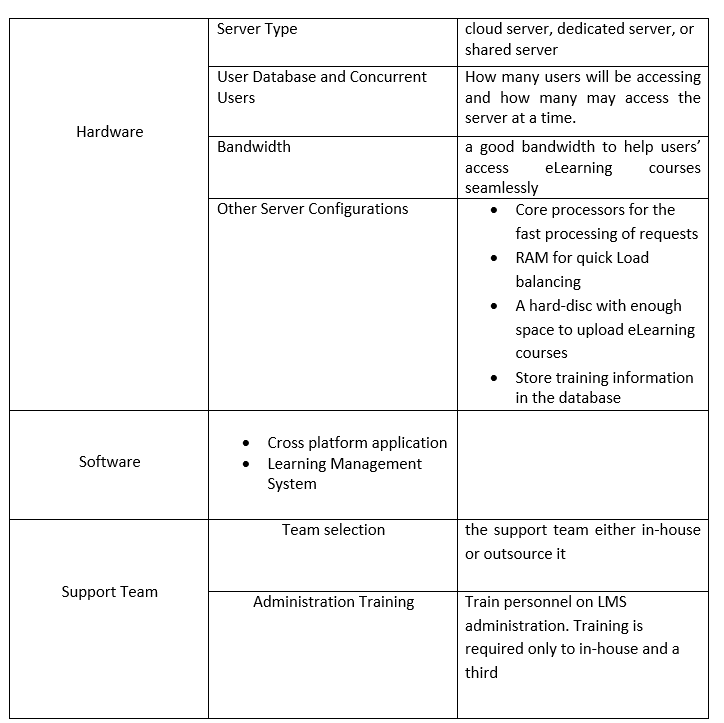 Hardware
Server Type
cloud server, dedicated server, or
shared server
User Database and Concurrent
Users
How many users will be accessing
and how many may access the
server at a time.
Bandwidth
a good bandwidth to help users’
access eLearning courses
seamlessly
Other Server Configurations
• Core processors for the
fast processing of requests
• RAM for quick Load
balancing
• A hard-disc with enough
space to upload eLearning
courses
• Store training information
in the database
Software
• Cross platform application
• Learning Management
System
Support Team
Team selection
the support team either in-house
or outsource it
Administration Training
Train personnel on LMS
administration. Training is
required only to in-house and a
third